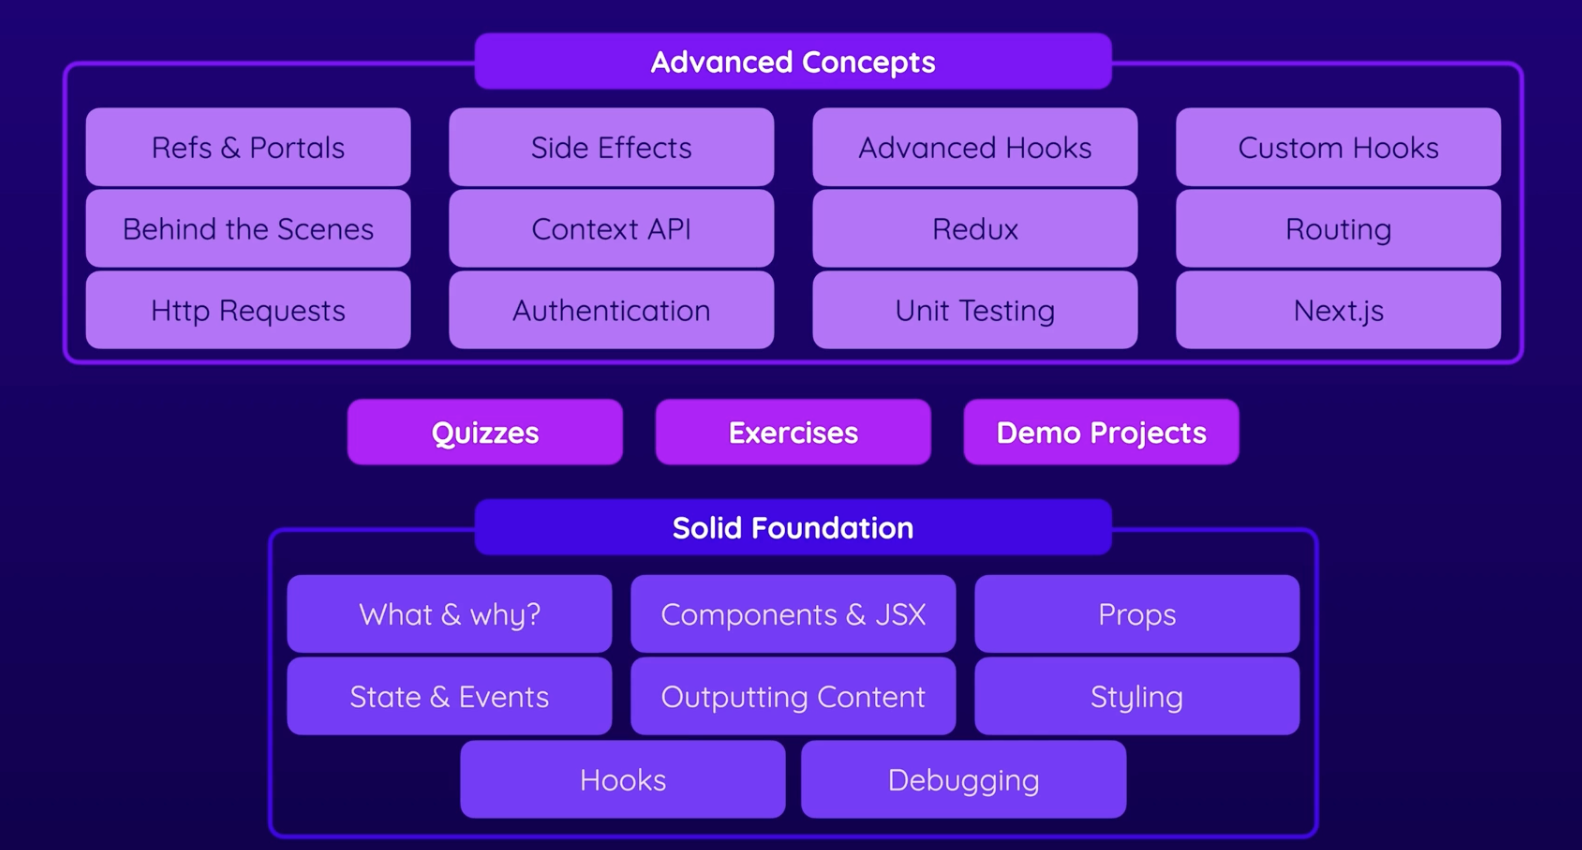 Advanced Concepts
Refs & Portals
Side Effects
Advanced Hooks
Custom Hooks
Behind the Scenes
Context API
Redux
Routing
Http Requests
Authentication
Unit Testing
Next.js
Quizzes
Exercises
Demo Projects
Solid Foundation
What & why?
Components & JSX
Props
State & Events
Outputting Content
Styling
Hooks
Debugging